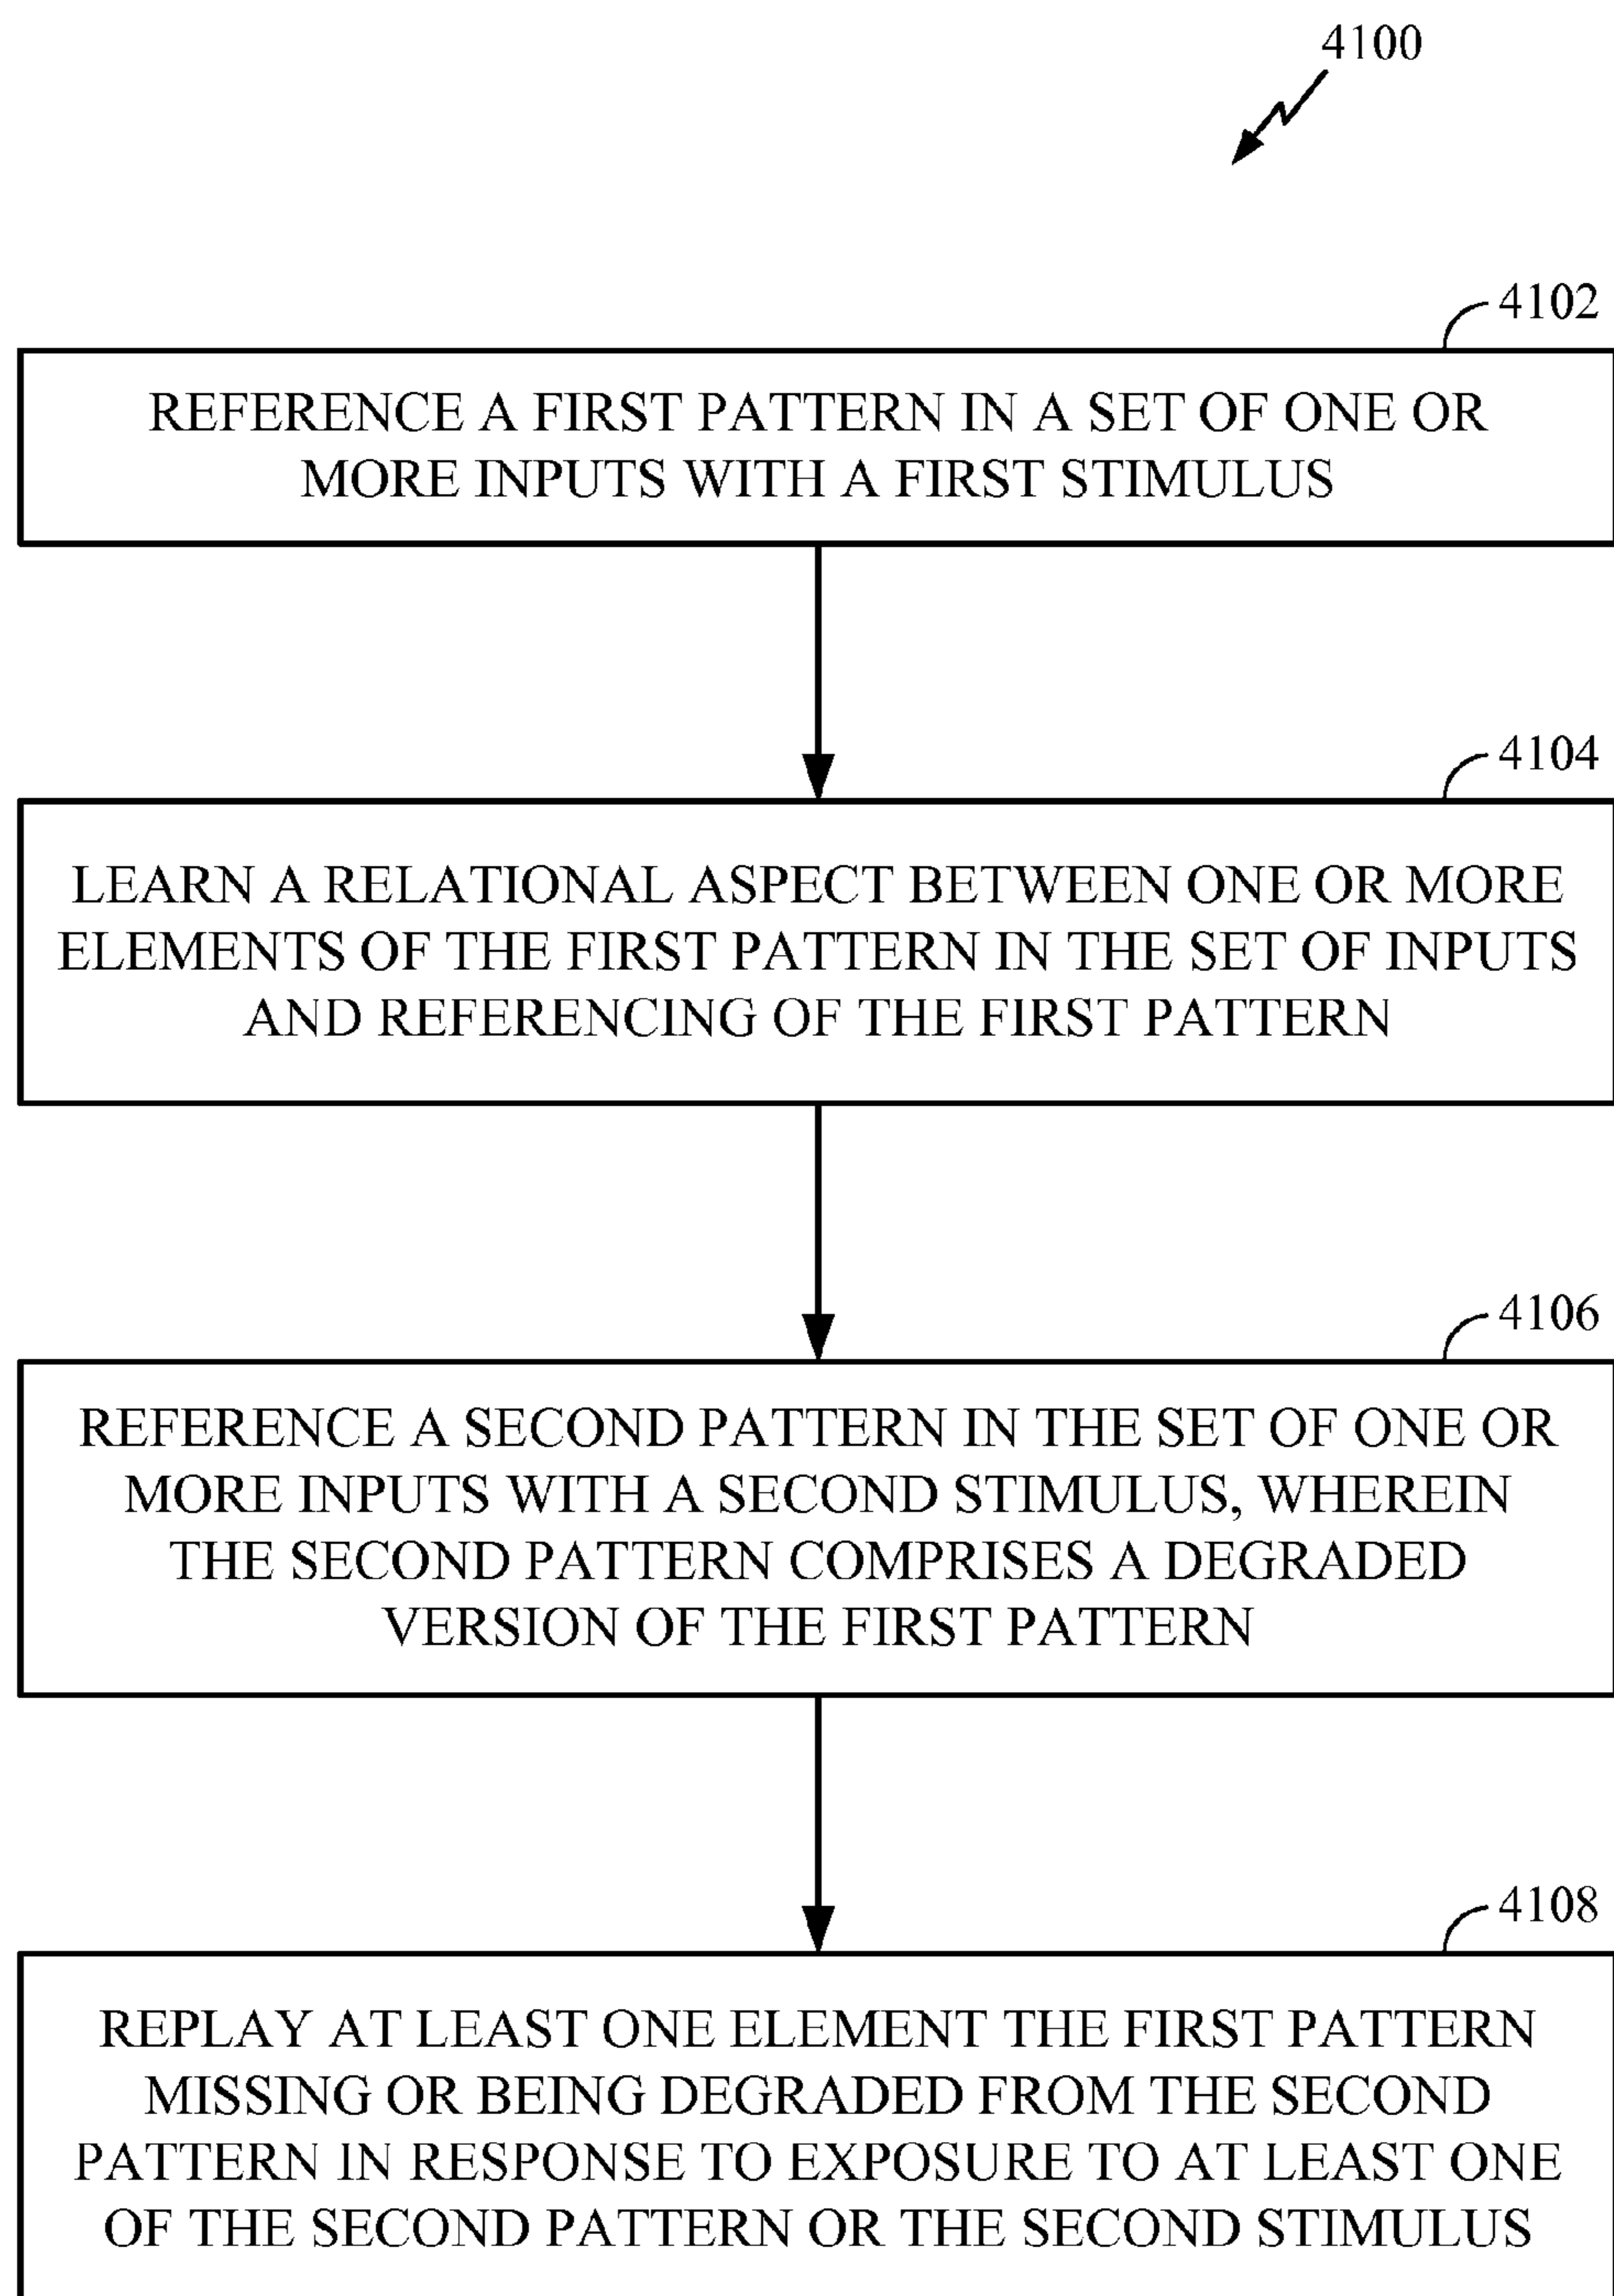 4100
4102
REFERENCE A FIRST PATTERN IN A SET OF ONE OR
MORE INPUTS WITH A FIRST STIMULUS
4104
LEARN A RELATIONAL ASPECT BETWEEN ONE OR MORE
ELEMENTS OF THE FIRST PATTERN IN THE SET OF INPUTS
AND REFERENCING OF THE FIRST PATTERN
4106
REFERENCE A SECOND PATTERN IN THE SET OF ONE OR
MORE INPUTS WITH A SECOND STIMULUS, WHEREIN
THE SECOND PATTERN COMPRISES A DEGRADED
VERSION OF THE FIRST PATTERN
4108
REPLAY AT LEAST ONE ELEMENT THE FIRST PATTERN
MISSING OR BEING DEGRADED FROM THE SECOND
PATTERN IN RESPONSE TO EXPOSURE TO AT LEAST ONE
OF THE SECOND PATTERN OR THE SECOND STIMULUS